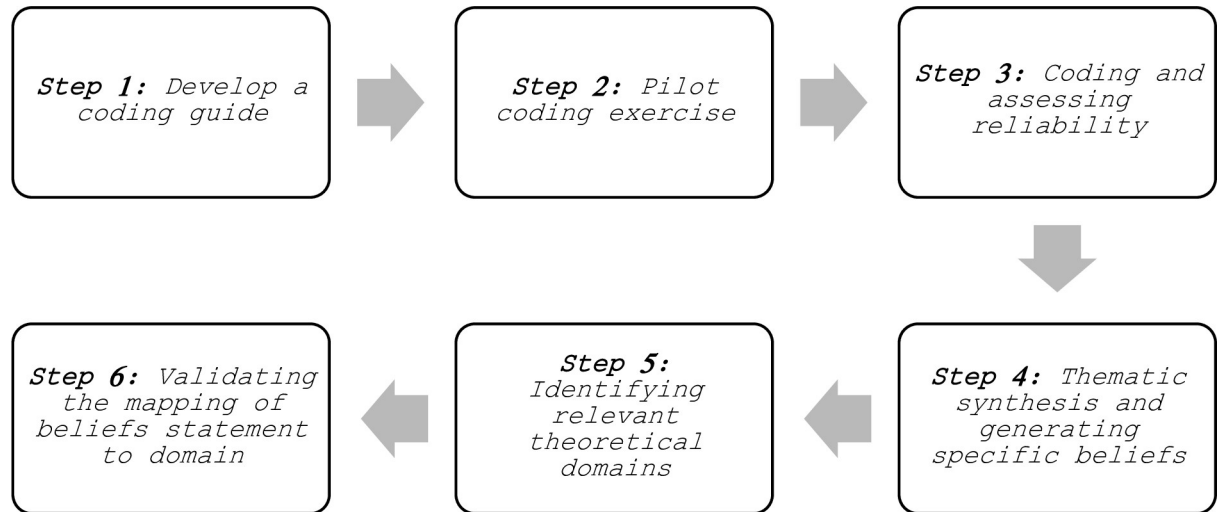 Step 1: Develop a
coding guide
Step 2: Pilot
coding exercise
Step 3: Coding and
assessing
reliability
Step 4: Thematic
synthesis and
generating
specific beliefs
Step 5:
Identifying
relevant
theoretical
domains
Step 6: Validating
the mapping of
beliefs statement
to domain